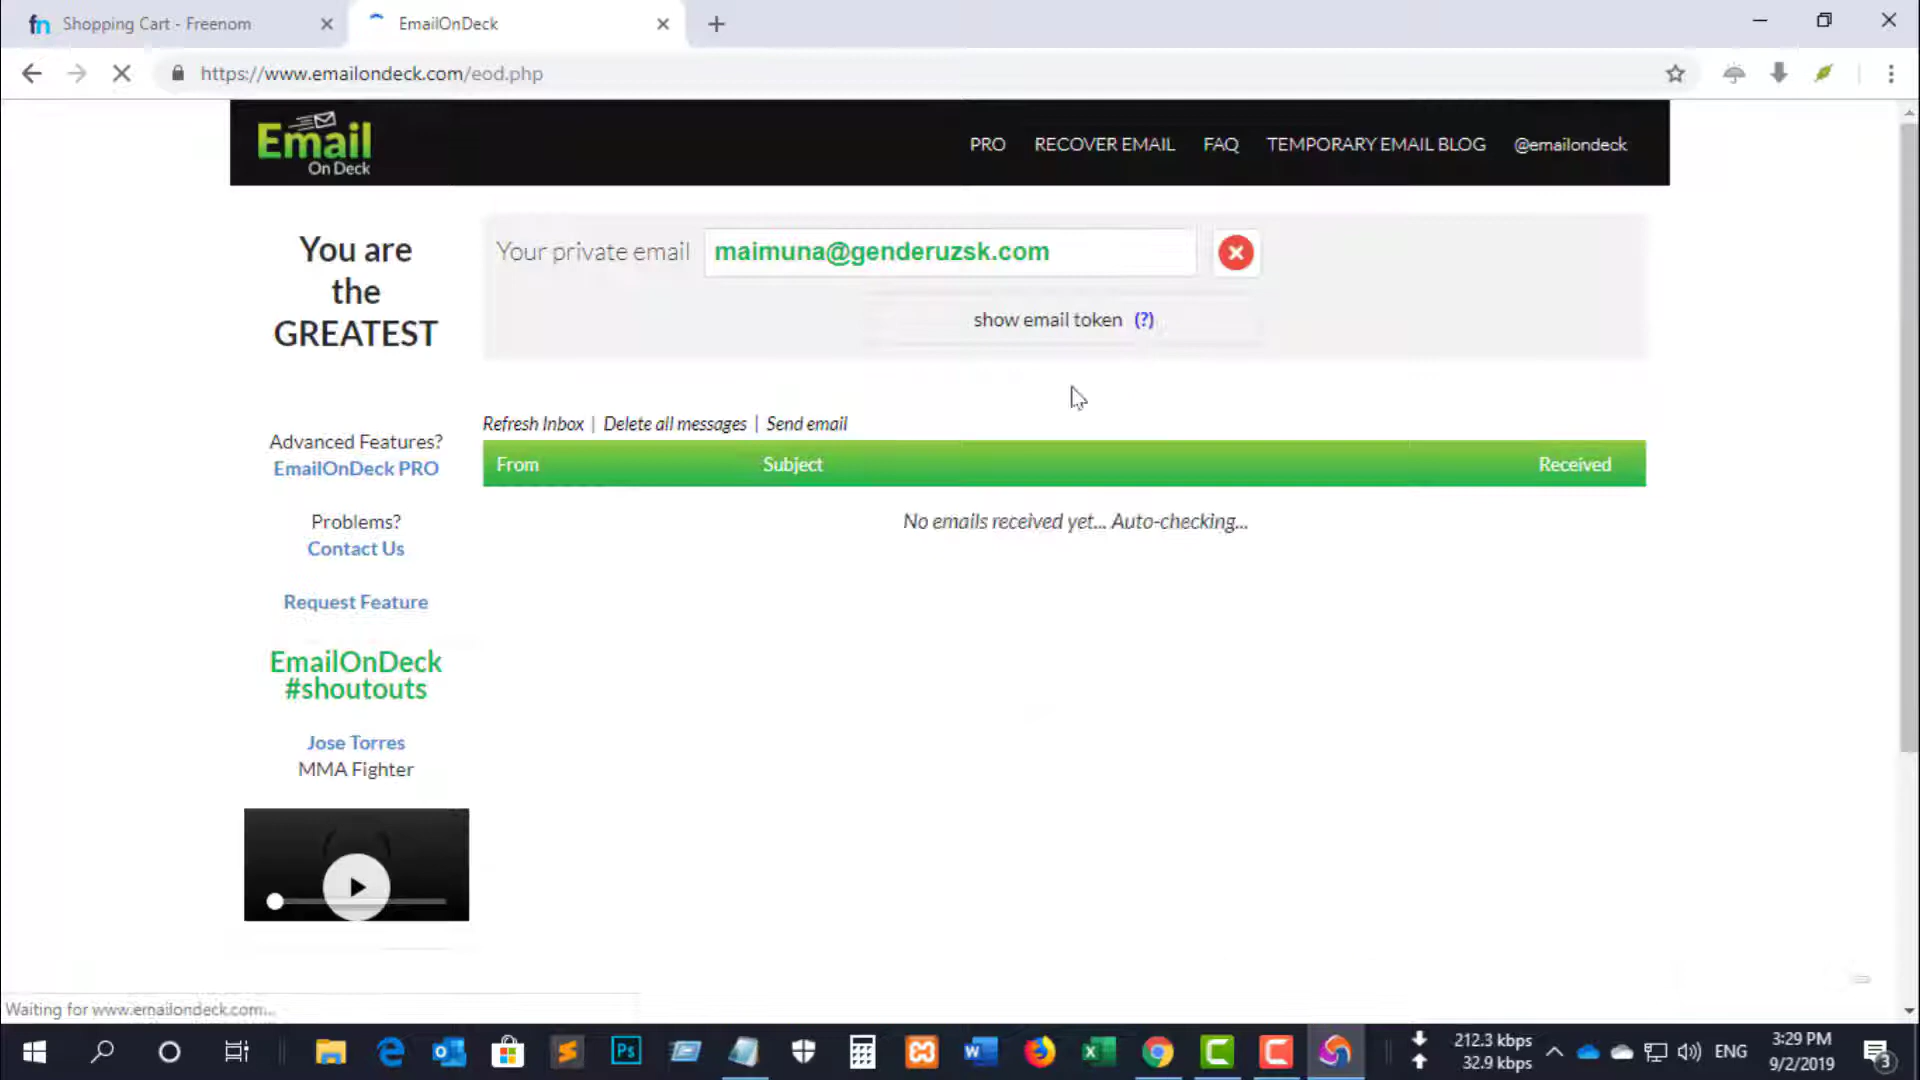 Shopping Cart - Freenom
EmailOnDeck
https://www.emailondeck.com/eod.php
Email
On Deck
PRO RECOVER EMAIL FAQ TEMPORARY EMAIL BLOG @emailondeck
You are
the
GREATEST
Your private email maimuna@genderuzsk.com
show email token (?)
Refresh Inbox | Delete all messages | Send email
From Subject Received
No emails received yet... Auto-checking...
Advanced Features?
EmailOnDeck PRO
Problems?
Contact Us
Request Feature
EmailOnDeck
#shoutouts
Jose Torres
MMA Fighter
Waiting for www.emailondeck.com...
212.3 kbps
32.9 kbps
ENG
3:29 PM
9/2/2019
3